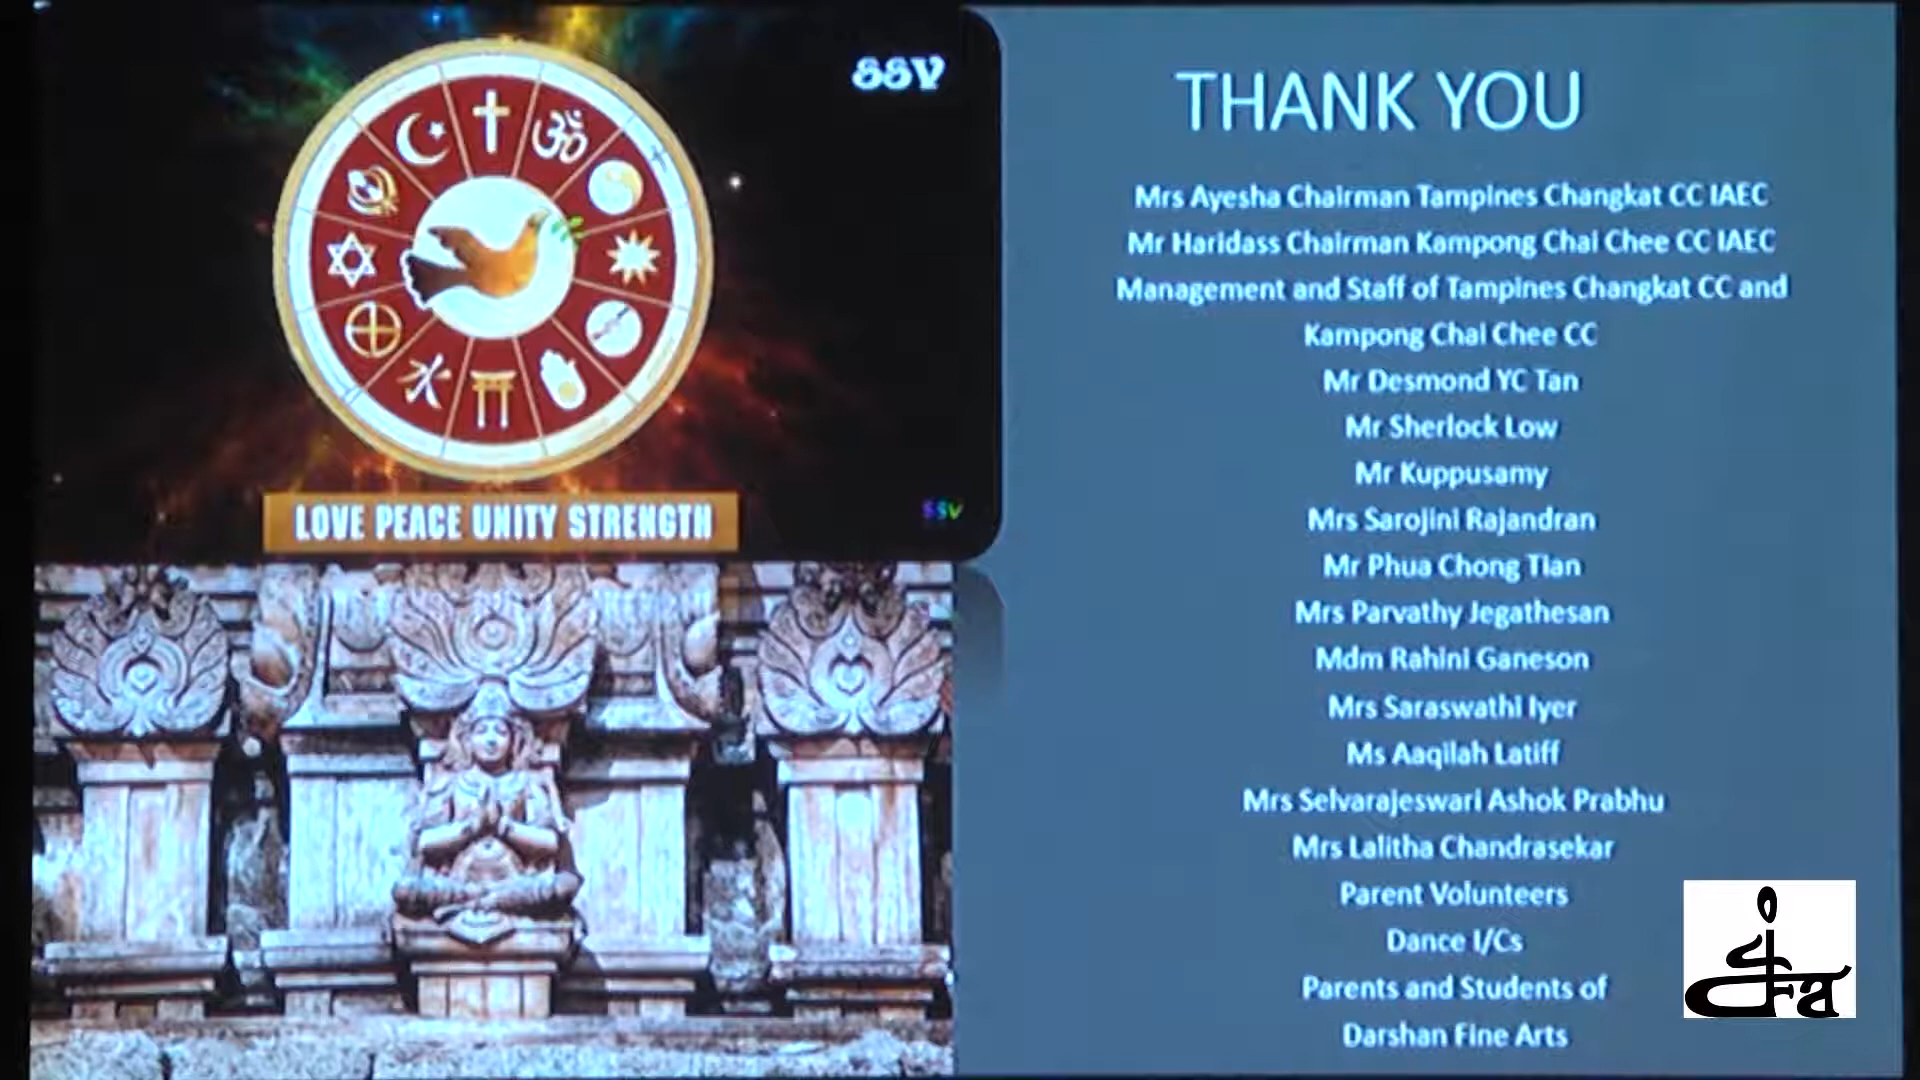 SSV
LOVE PEACE UNITY STRENGTH
SSV
THANK YOU
Mrs Ayesha Chairman Tampines Changkat CC IAEC
Mr Haridass Chairman Kampong Chai Chee CC IAEC
Management and Staff of Tampines Changkat CC and
Kampong Chai Chee CC
Mr Desmond YC Tan
Mr Sherlock Low
Mr Kuppusamy
Mrs Sarojini Rajandran
Mr Phua Chong Tian
Mrs Parvathy Jegathesan
Mdm Rahini Ganeson
Mrs Saraswathi Iyer
Ms Aaqilah Latiff
Mrs Selvarajeswari Ashok Prabhu
Mrs Lalitha Chandrasekar
Parent Volunteers
Dance I/Cs
Parents and Students of
Darshan Fine Arts